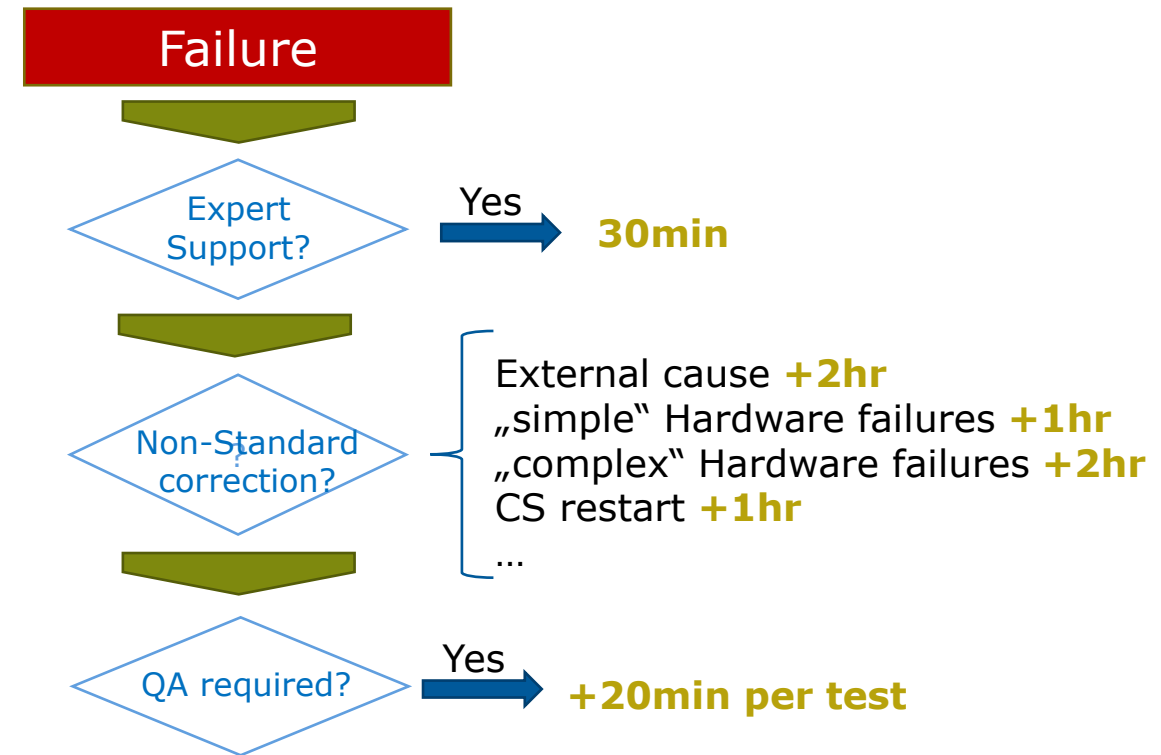 Failure
Expert
Support?
Yes
30min
Non-Standard
?
correction?
External cause +2hr
„simple“ Hardware failures +1hr
„complex“ Hardware failures +2hr
CS restart +1hr
...
QA required?
Yes
+20min per test